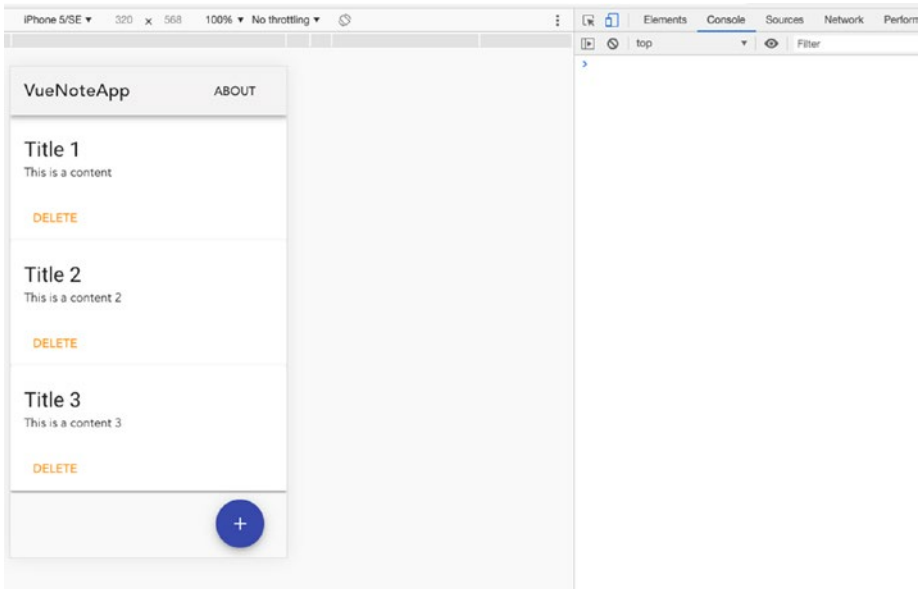 iPhone 5/SE ▼ 320 x 568 100% ▼ No throttling ▼
Elements Console Sources Network Perform
top ▼ Filter
>
VueNoteApp ABOUT
Title 1
This is a content
DELETE
Title 2
This is a content 2
DELETE
Title 3
This is a content 3
DELETE
+